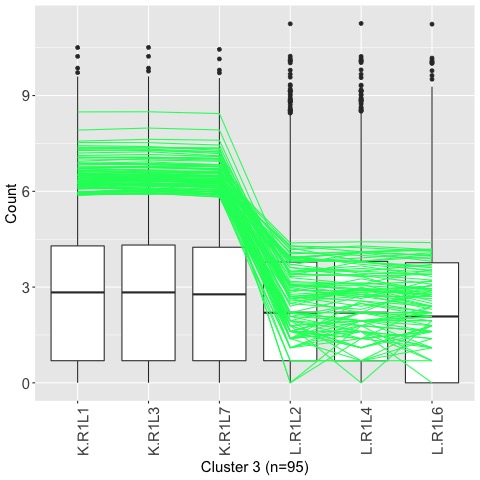 9
6
3
0
Count
K.R1L1
K.R1L3
K.R1L7
L.R1L2
L.R1L4
L.R1L6
Cluster 3 (n=95)